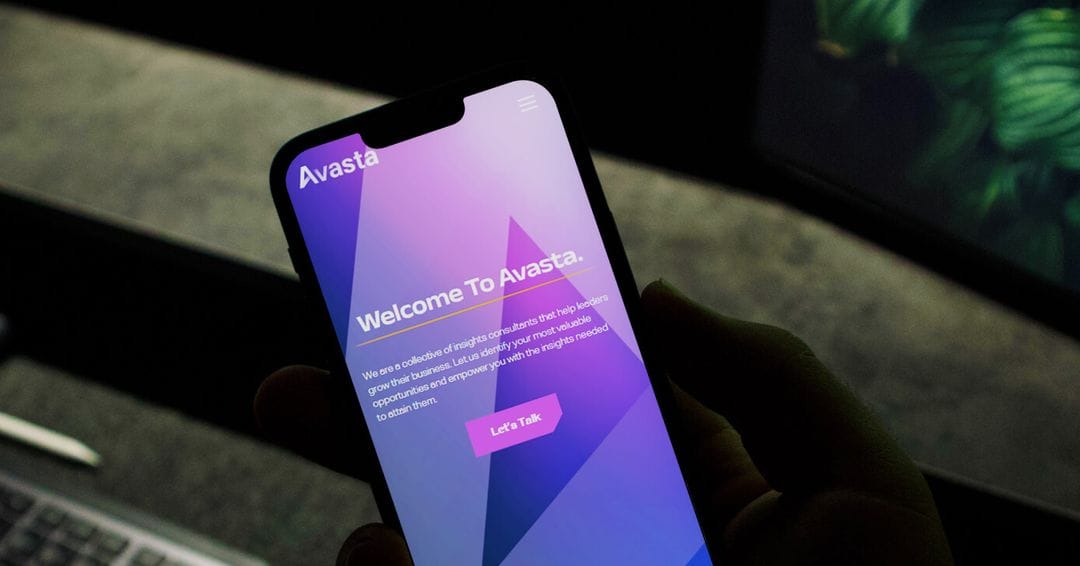 Avasta
Welcome To Avasta.
We are a collective of insights consultants that help leaders
grow their business. Let us identify your most valuable
opportunities and empower you with the insights needed
to attain them.
Let's Talk